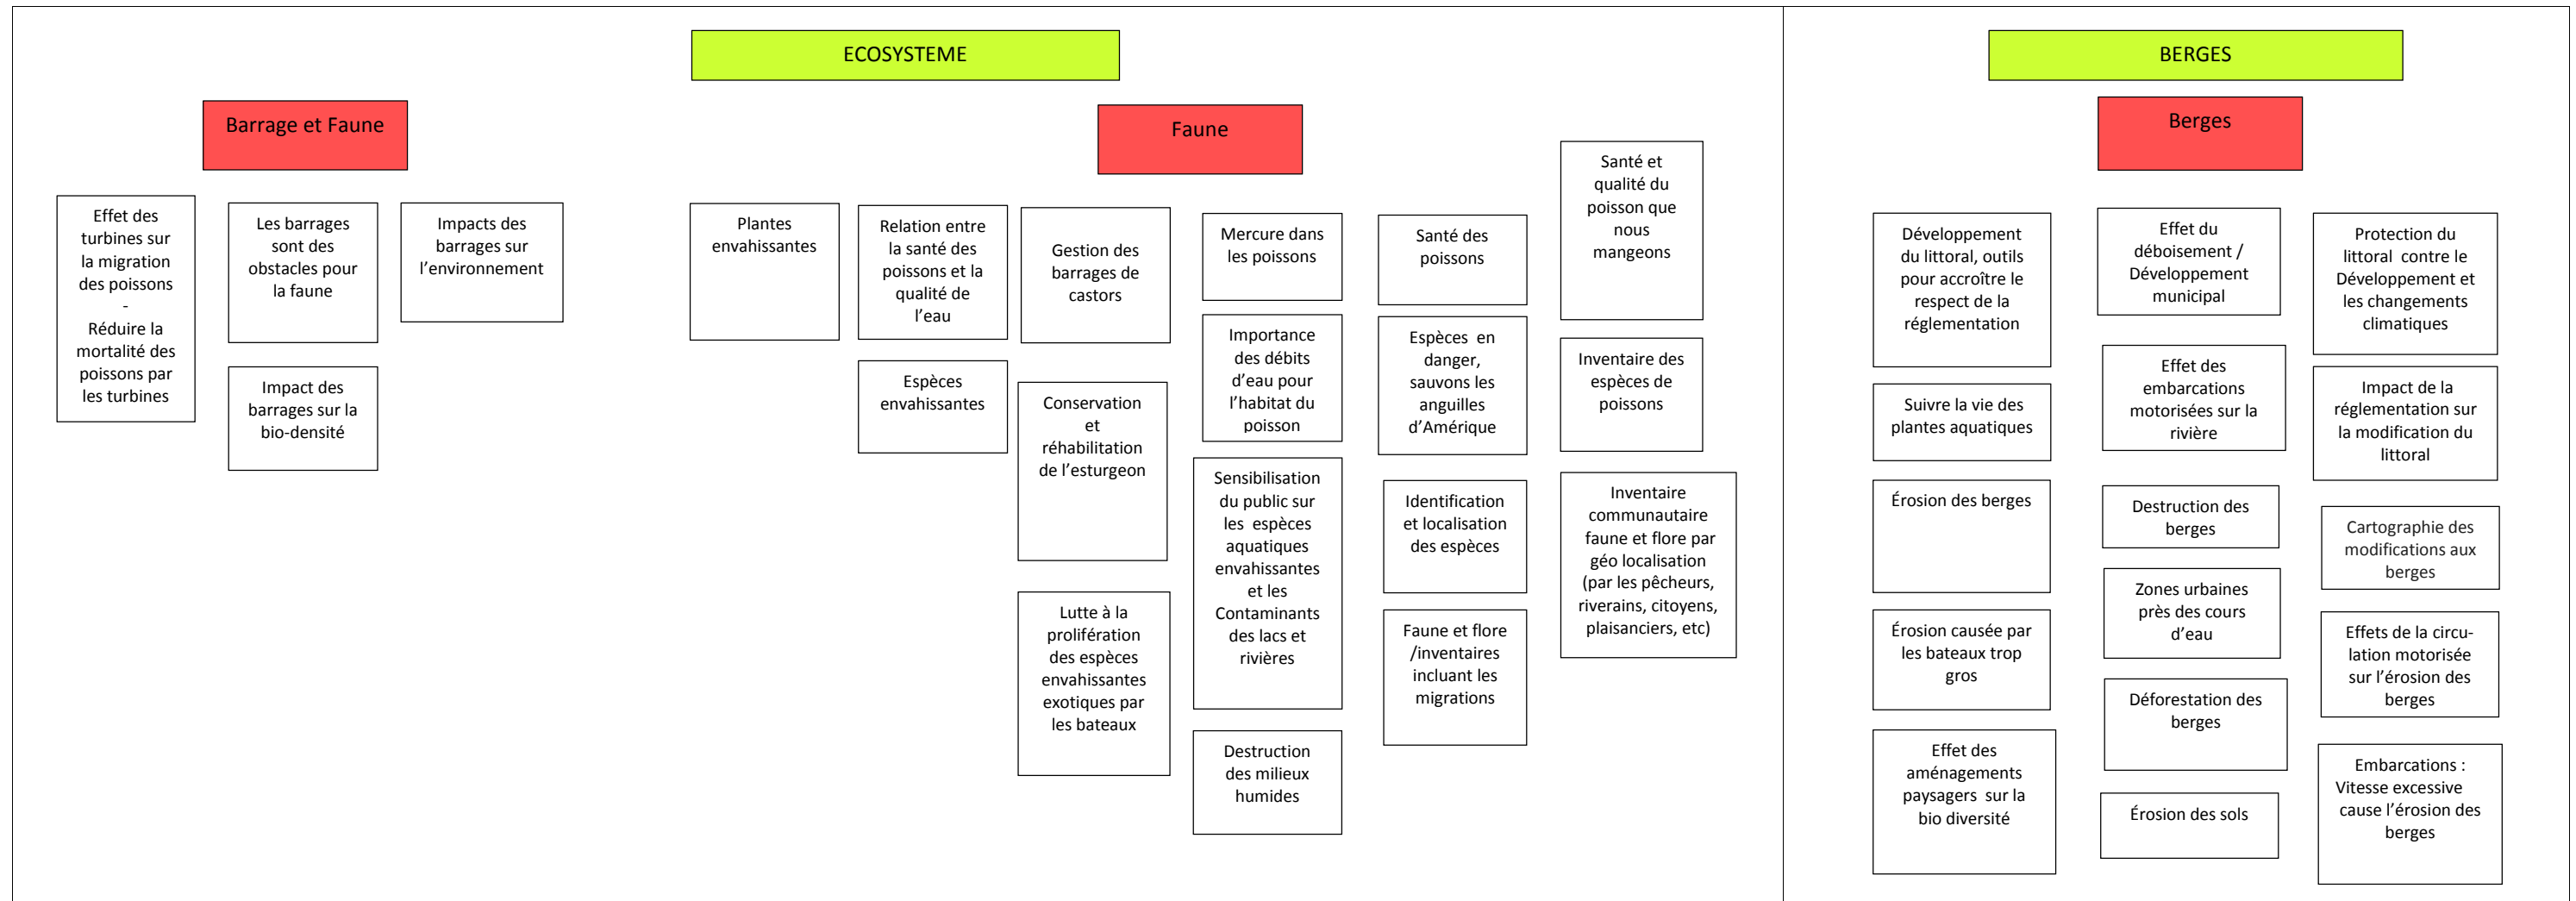 ECOSYSTEME
Barrage et Faune
Effet des
turbines sur
la migration
des poissons
-
Réduire la
mortalité des
poissons par
les turbines
Les barrages
sont des
obstacles pour
la faune
Impact des
barrages sur la
bio-densité
Impacts des
barrages sur
l’environnement
Faune
Plantes
envahissantes
Relation entre
la santé des
poissons et la
qualité de
l’eau
Espèces
envahissantes
Gestion des
barrages de
castors
Conservation
et
réhabilitation
de l’esturgeon
Lutte à la
prolifération
des espèces
envahissantes
exotiques par
les bateaux
Mercure dans
les poissons
Importance
des débits
d’eau pour
l’habitat du
poisson
Sensibilisation
du public sur
les espèces
aquatiques
envahissantes
et les
Contaminants
des lacs et
rivières
Destruction
des milieux
humides
Santé des
poissons
Espèces en
danger,
sauvons les
anguilles
d’Amérique
Identification
et localisation
des espèces
Faune et flore
/inventaires
incluant les
migrations
Santé et
qualité du
poisson que
nous
mangeons
Inventaire des
espèces de
poissons
Inventaire
communautaire
faune et flore par
géo localisation
(par les pêcheurs,
riverains, citoyens,
plaisanciers, etc)
BERGES
Berges
Développement
du littoral, outils
pour accroître le
respect de la
réglementation
Suivre la vie des
plantes aquatiques
Érosion des berges
Érosion causée par
les bateaux trop
gros
Effet des
aménagements
paysagers sur la
bio diversité
Effet du
déboisement /
Développement
municipal
Effet des
embarcations
motorisées sur la
rivière
Destruction des
berges
Zones urbaines
près des cours
d’eau
Déforestation des
berges
Érosion des sols
Protection du
littoral contre le
Développement et
les changements
climatiques
Impact de la
réglementation sur
la modification du
littoral
Cartographie des
modifications aux
berges
Effets de la circu-
lation motorisée
sur l’érosion des
berges
Embarcations :
Vitesse excessive
cause l’érosion des
berges